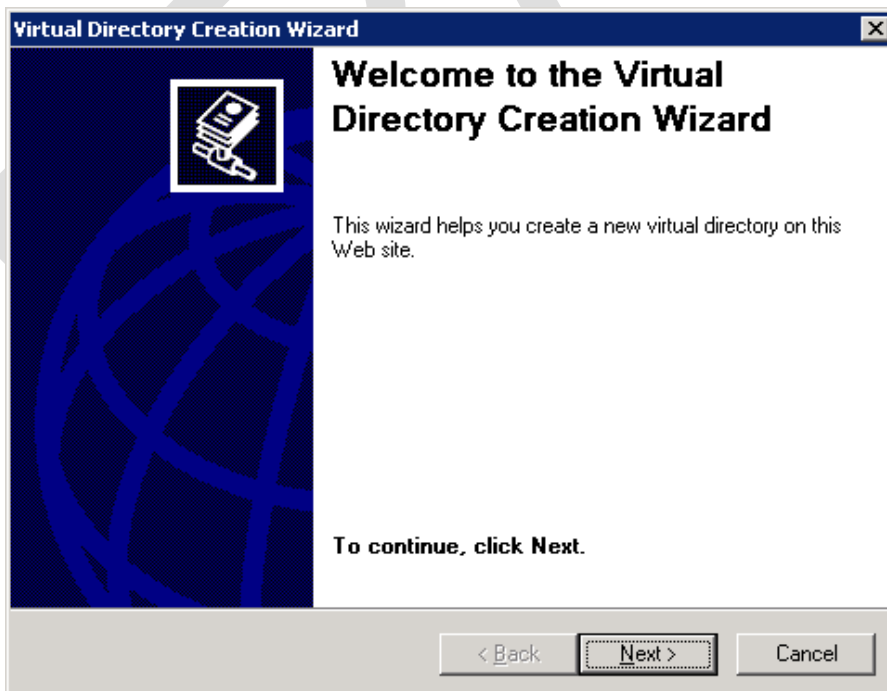 Virtual Directory Creation Wizard
Welcome to the Virtual
Directory Creation Wizard
This wizard helps you create a new virtual directory on this
Web site.
To continue, click Next.
< Back
Next >
Cancel